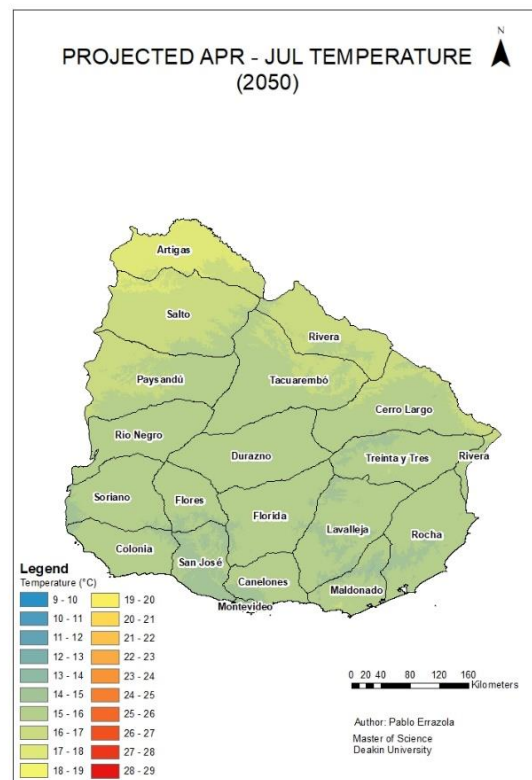 N
PROJECTED APR - JUL TEMPERATURE
(2050)
Artigas
Salto
Rivera
Paysandú
Tacuarembó
Cerro Largo
Río Negro
Durazno
Treinta y Tres
Rivera
Soriano
Flores
Florida
Lavalleja
Rocha
Colonia
San José
Canelones
Maldonado
Montevideo
Legend
Temperature (°C)
9 - 10
10 - 11
11 - 12
12 - 13
13 - 14
14 - 15
15 - 16
16 - 17
17 - 18
18 - 19
19 - 20
20 - 21
21 - 22
22 - 23
23 - 24
24 - 25
25 - 26
26 - 27
27 - 28
28 - 29
0 20 40 80 120 160
Kilometers
Author: Pablo Errazola
Master of Science
Deakin University